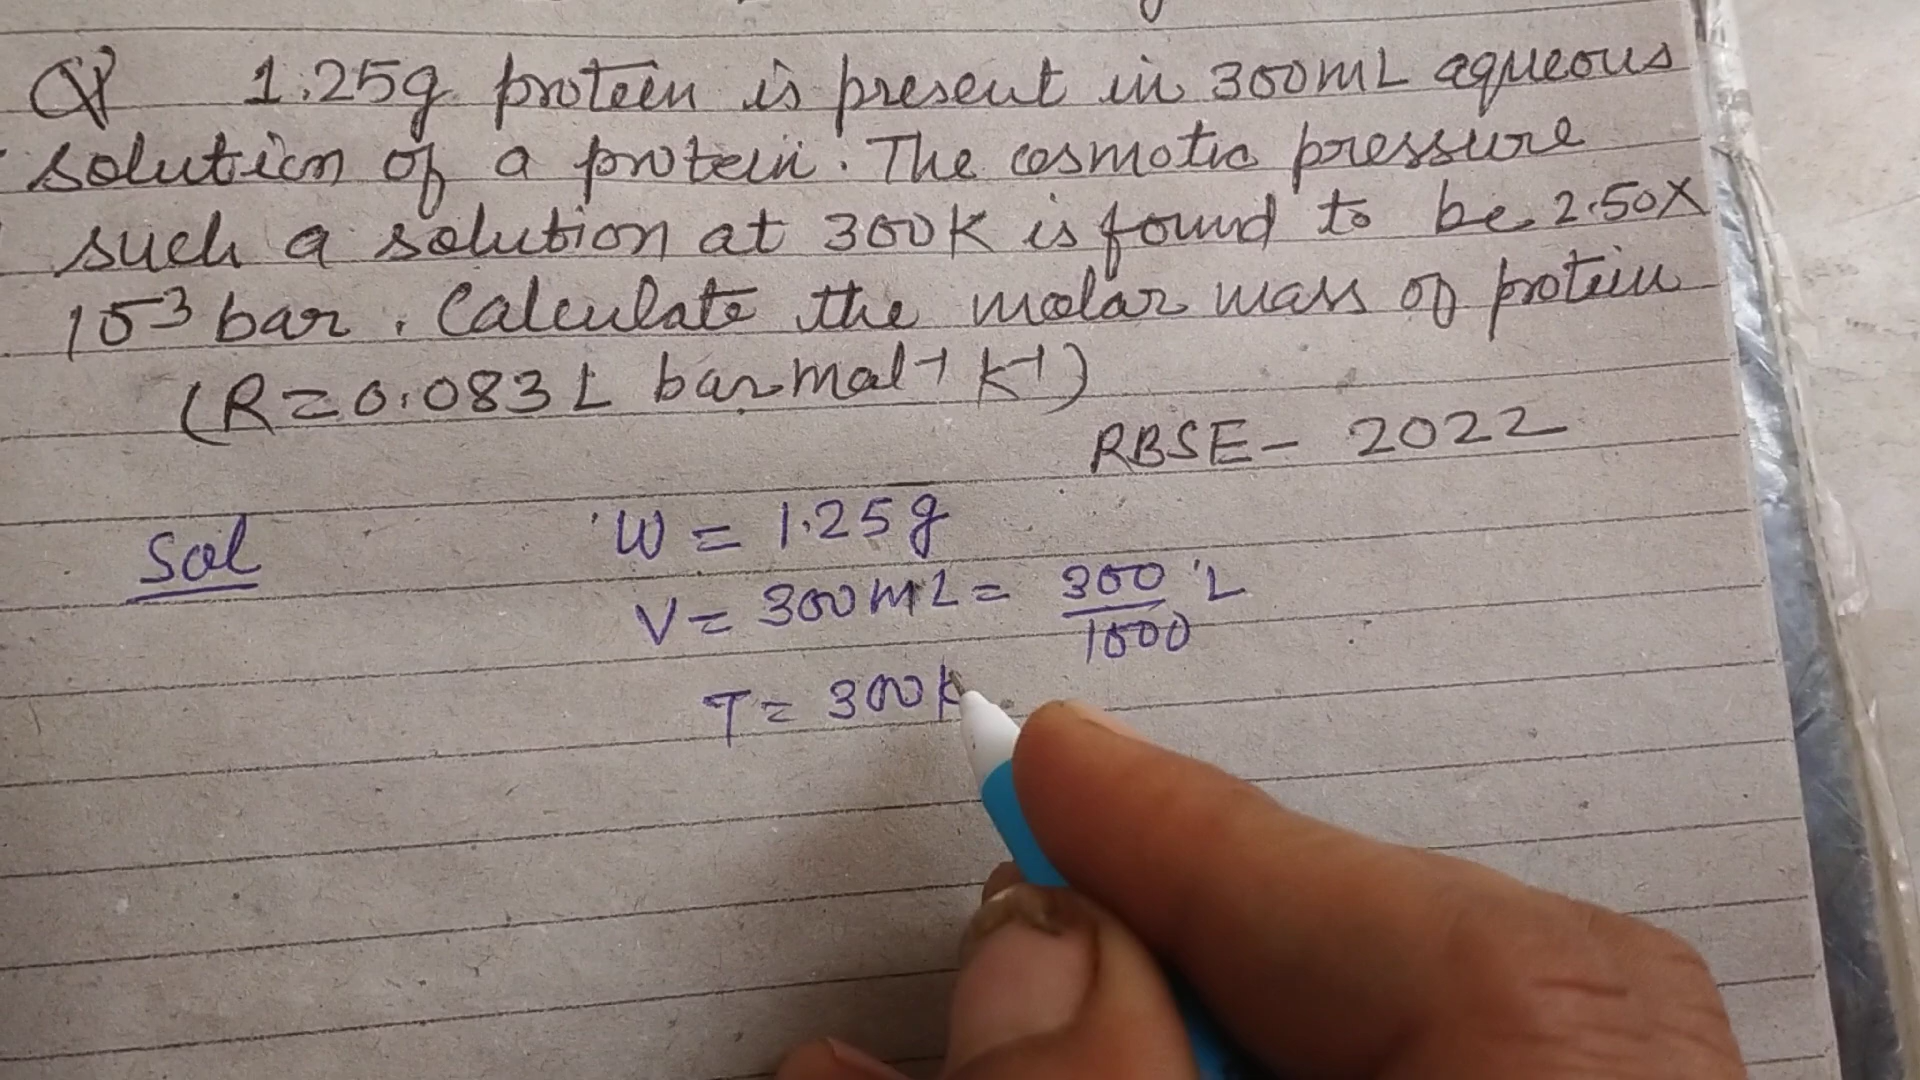 Q 1.25g protein is present in 300mL aqueous
solution of a protein. The cosmotic pressure
such a solution at 300K is found to be 2.50X
10⁻³ bar. Calculate the molar mass of protein
(R=0.083 L bar mol⁻¹ K⁻¹)
RBSE- 2022
Sol W = 1.25g
V = 300mL = 300/1000 L
T = 300K